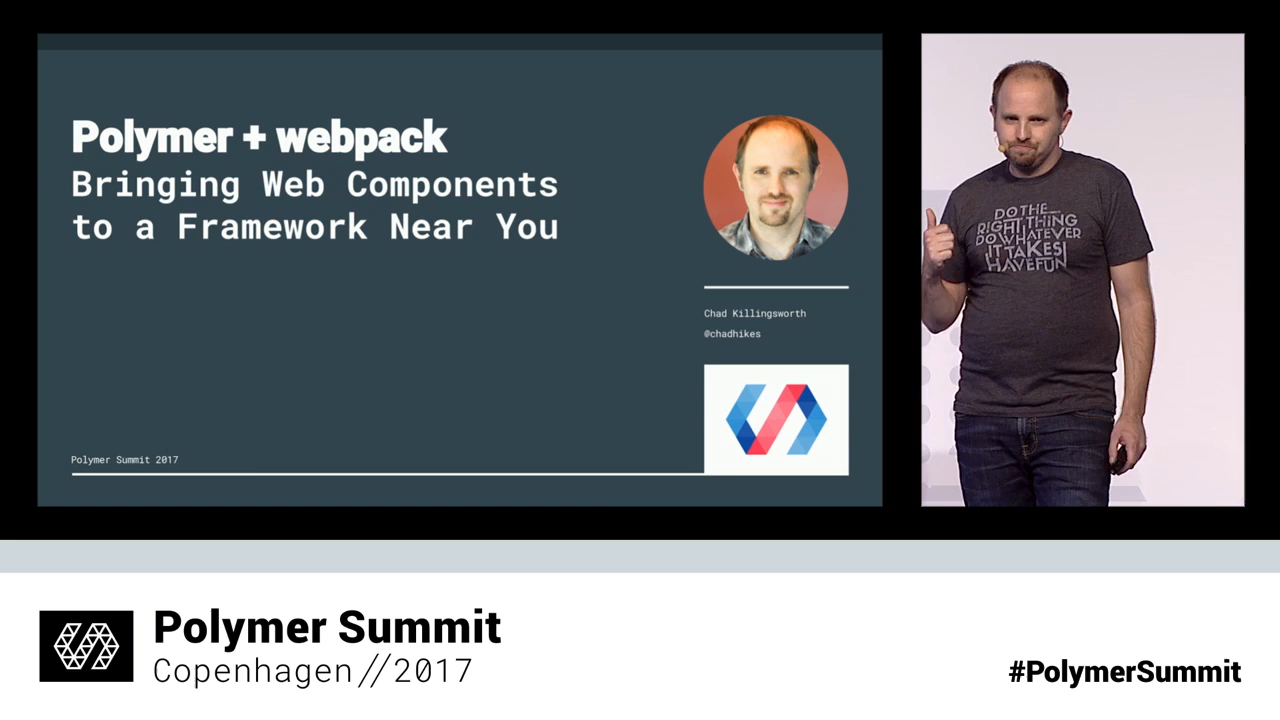 Polymer + webpack
Bringing Web Components
to a Framework Near You
Chad Killingsworth
@chadhikes
Polymer Summit 2017
DO THE
RIGHT THING
DO WHATEVER
IT TAKES
HAVE FUN
Polymer Summit
Copenhagen//2017
#PolymerSummit